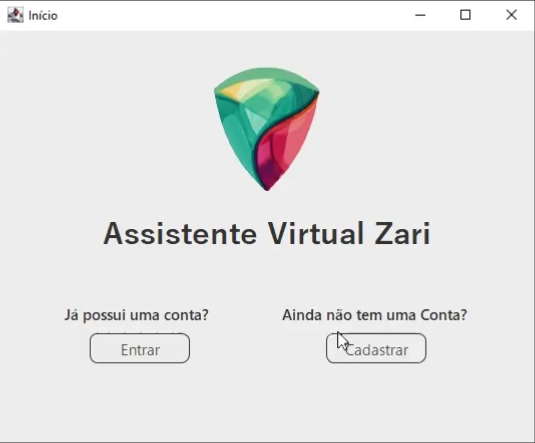 Início
Assistente Virtual Zari
Já possui uma conta?
Ainda não tem uma Conta?
Entrar
Cadastrar